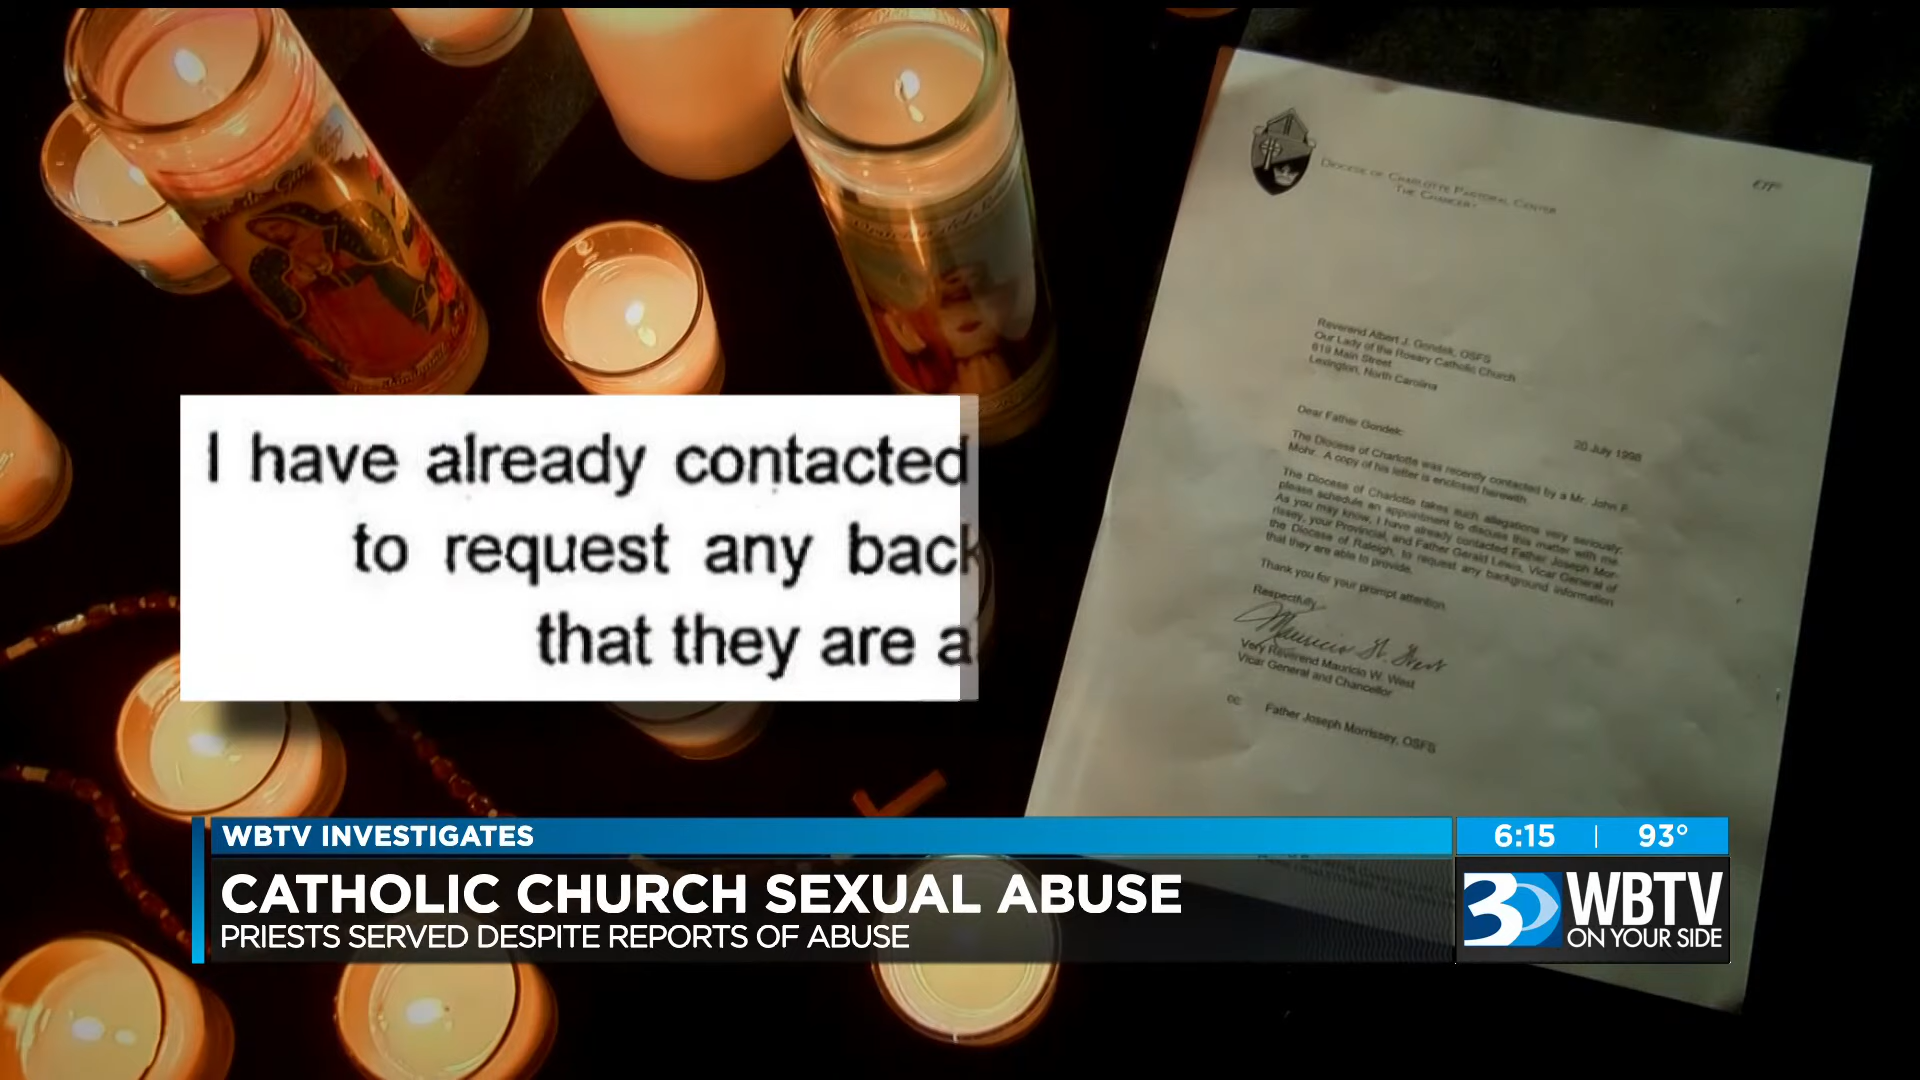 DIOCESE OF CHARLOTTE PASTORAL CENTER
THE CHANCERY
Reverend Albert J. Gondek, OSFS
Our Lady of the Rosary Catholic Church
619 Main Street
Lexington, North Carolina
Dear Father Gondek:
20 July 1998
The Diocese of Charlotte was recently contacted by a Mr. John F.
Mohr. A copy of his letter is enclosed herewith.
The Diocese of Charlotte takes such allegations very seriously;
please schedule an appointment to discuss this matter with me.
As you may know, I have already contacted Father Joseph Mor-
rissey, your Provincial, and Father Gerald Lewis, Vicar General of
the Diocese of Raleigh, to request any background information
that they are able to provide.
Thank you for your prompt attention.
Respectfully,
Very Reverend Mauricio W. West
Vicar General and Chancellor
cc: Father Joseph Morrissey, OSFS
I have already contacted
to request any back
that they are a
WBTV INVESTIGATES
6:15 | 93°
CATHOLIC CHURCH SEXUAL ABUSE
PRIESTS SERVED DESPITE REPORTS OF ABUSE
3 WBTV
ON YOUR SIDE